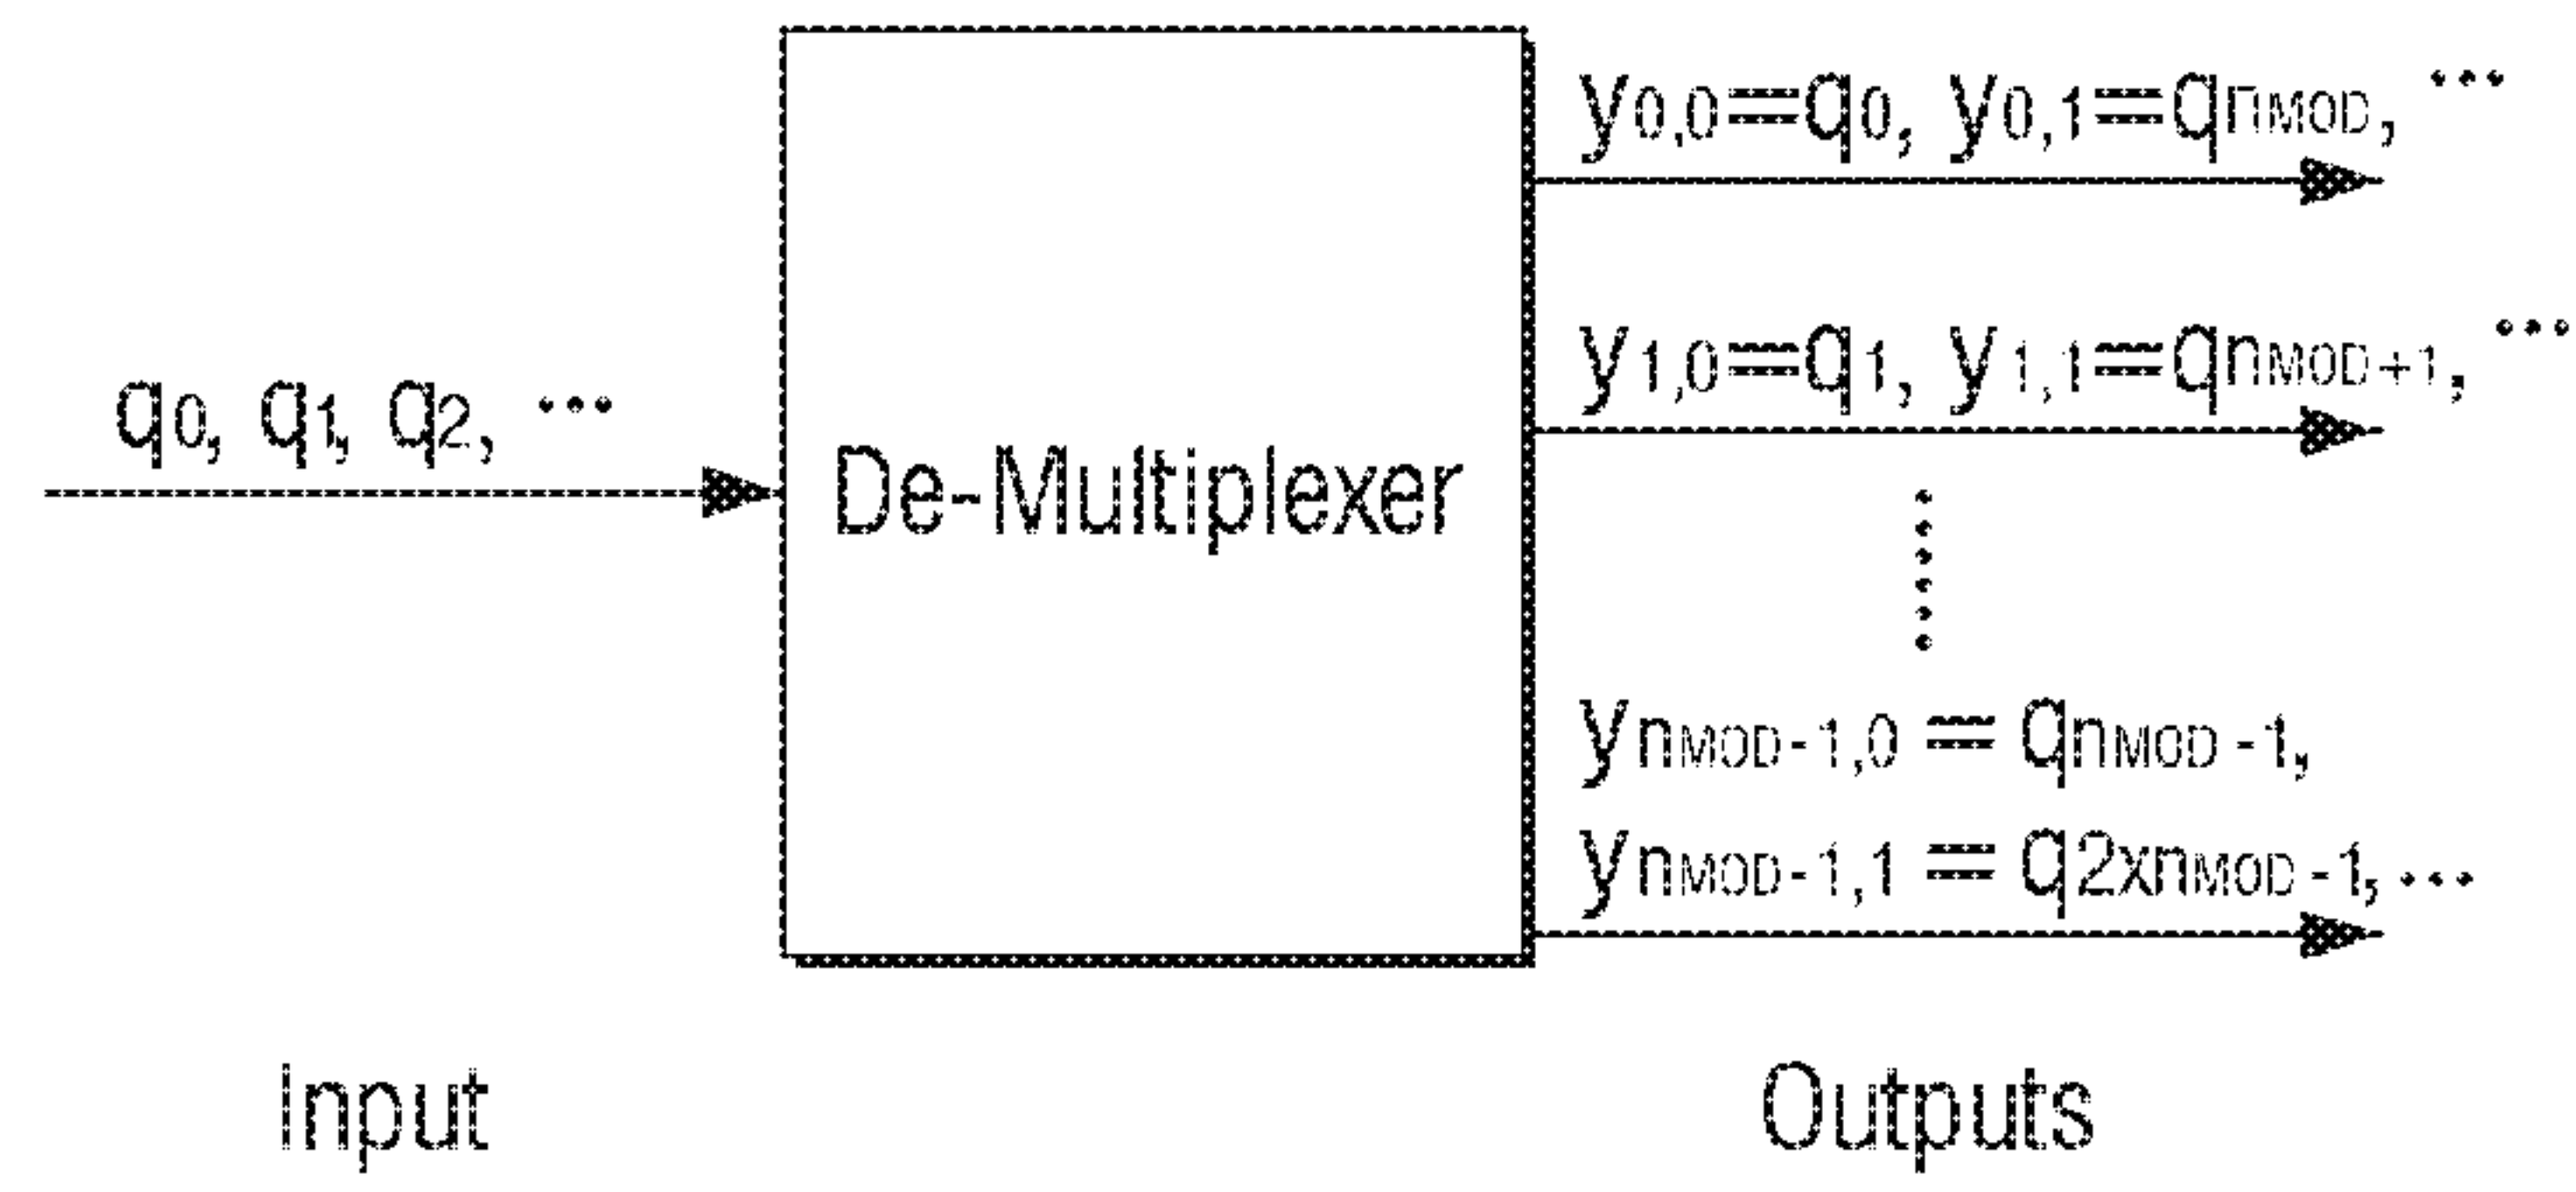 y0,0=q0, y0,1=qnMOD, ...
y1,0=q1, y1,1=qnMOD+1, ...
q0, q1, q2, ...
De-Multiplexer
ynMOD-1,0 = qnMOD-1,
ynMOD-1,1 = q2xnMOD-1, ...
Input
Outputs